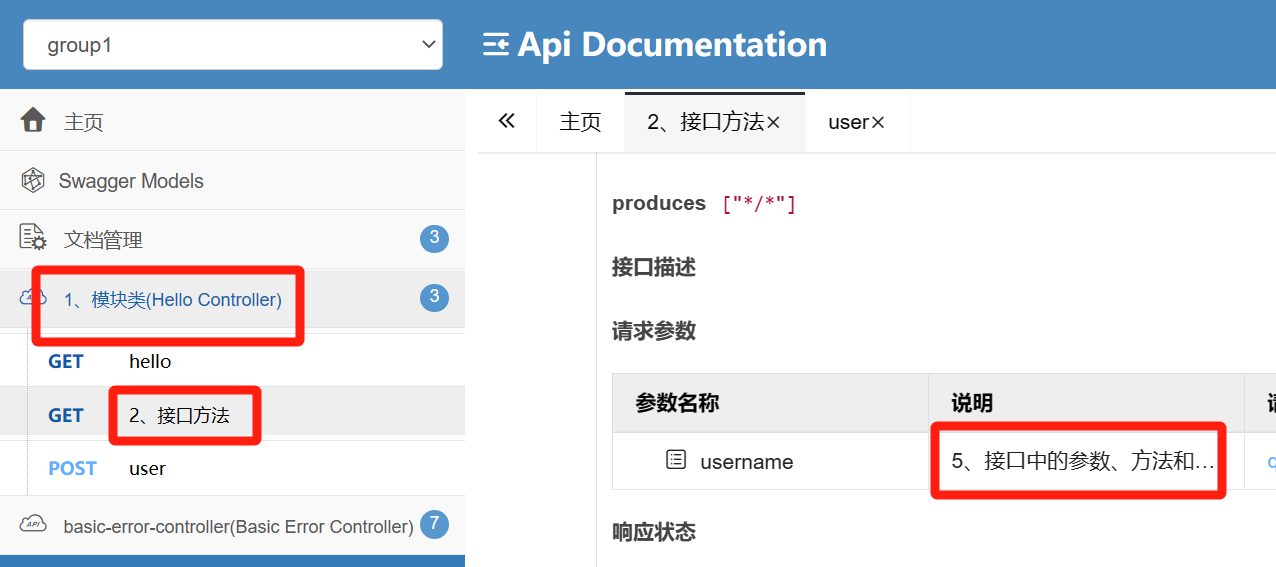 group1
Api Documentation
主页
Swagger Models
文档管理 3
1、模块类(Hello Controller) 3
GET hello
GET 2、接口方法
POST user
basic-error-controller(Basic Error Controller) 7
主页 2、接口方法× user×
produces ["*/*"]
接口描述
请求参数
参数名称 说明
username 5、接口中的参数、方法和...
响应状态